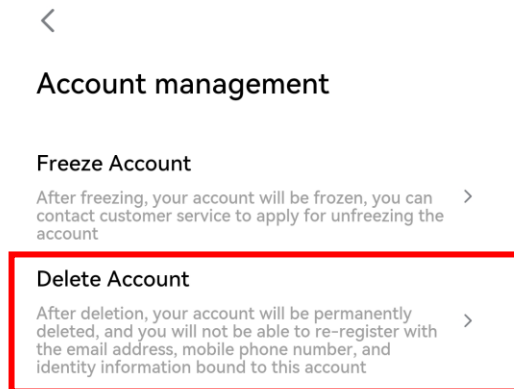 Account management
Freeze Account
After freezing, your account will be frozen, you can
contact customer service to apply for unfreezing the
account
Delete Account
After deletion, your account will be permanently
deleted, and you will not be able to re-register with
the email address, mobile phone number, and
identity information bound to this account